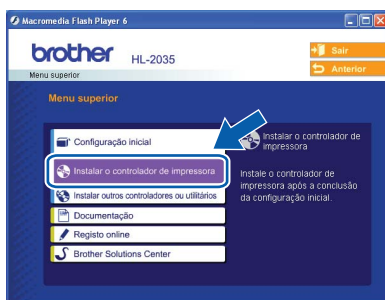 Macromedia Flash Player 6
brother HL-2035
Sair
Anterior
Menu superior
Menu superior
Configuração inicial
Instalar o controlador de impressora
Instalar outros controladores ou utilitários
Documentação
Registo online
Brother Solutions Center
Instalar o controlador de
impressora
Instale o controlador de
impressora após a conclusão
da configuração inicial.